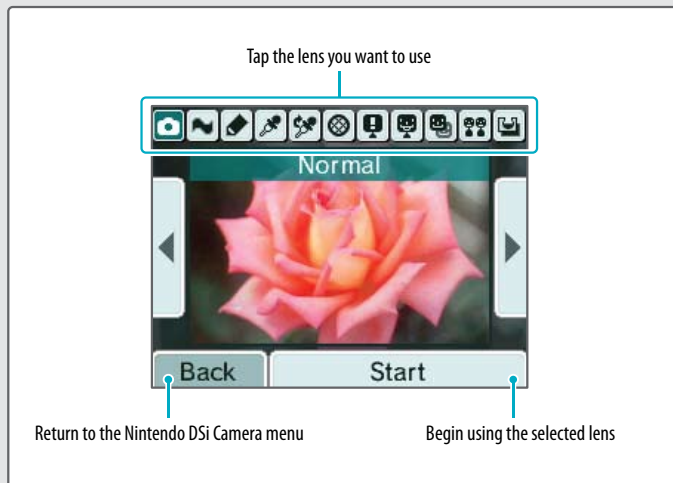 Tap the lens you want to use
Normal
Back
Start
Return to the Nintendo DSi Camera menu
Begin using the selected lens